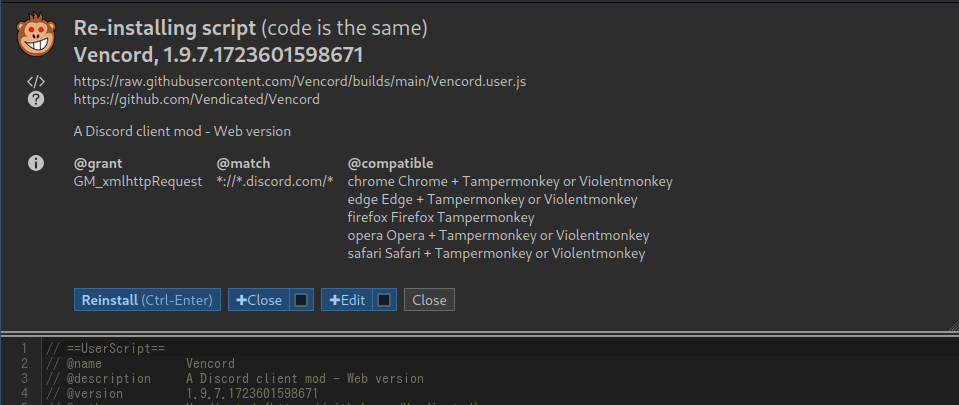 Re-installing script (code is the same)
Vencord, 1.9.7.1723601598671
https://raw.githubusercontent.com/Vencord/builds/main/Vencord.user.js
https://github.com/Vendicated/Vencord
A Discord client mod - Web version
@grant @match @compatible
GM_xmlhttpRequest *://*.discord.com/* chrome Chrome + Tampermonkey or Violentmonkey
edge Edge + Tampermonkey or Violentmonkey
firefox Firefox Tampermonkey
opera Opera + Tampermonkey or Violentmonkey
safari Safari + Tampermonkey or Violentmonkey
Reinstall (Ctrl-Enter) +Close +Edit Close
1 // ==UserScript==
2 // @name Vencord
3 // @description A Discord client mod - Web version
4 // @version 1.9.7.1723601598671